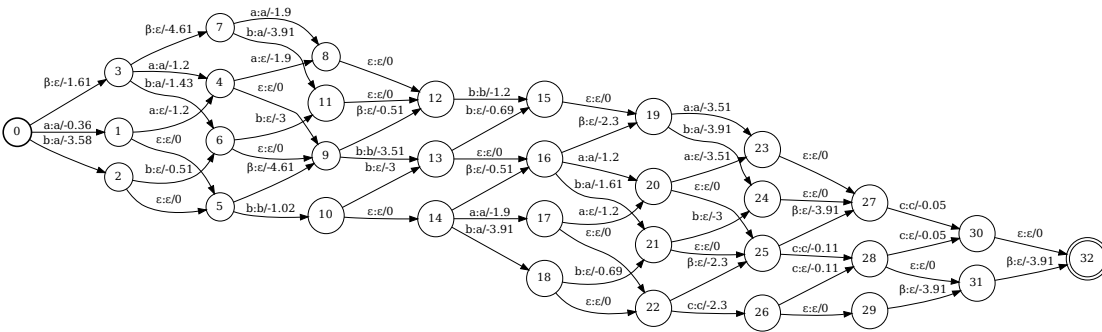 0
β:ε/-1.61
a:a/-0.36
b:a/-3.58
3
1
2
β:ε/-4.61
a:a/-1.2
b:a/-1.43
a:ε/-1.2
ε:ε/0
b:ε/-0.51
ε:ε/0
7
4
6
5
a:a/-1.9
b:a/-3.91
a:ε/-1.9
ε:ε/0
b:ε/-3
ε:ε/0
β:ε/-4.61
b:b/-1.02
8
11
9
10
ε:ε/0
ε:ε/0
β:ε/-0.51
b:b/-3.51
b:ε/-3
ε:ε/0
12
13
14
b:b/-1.2
b:ε/-0.69
ε:ε/0
β:ε/-0.51
a:a/-1.9
b:a/-3.91
15
16
17
18
ε:ε/0
β:ε/-2.3
a:a/-1.2
b:a/-1.61
a:ε/-1.2
ε:ε/0
b:ε/-0.69
ε:ε/0
19
20
21
22
a:a/-3.51
b:a/-3.91
a:ε/-3.51
ε:ε/0
b:ε/-3
ε:ε/0
β:ε/-2.3
c:c/-2.3
23
24
25
26
ε:ε/0
ε:ε/0
β:ε/-3.91
c:c/-0.11
c:ε/-0.11
ε:ε/0
27
28
29
c:c/-0.05
c:ε/-0.05
ε:ε/0
β:ε/-3.91
30
31
ε:ε/0
β:ε/-3.91
32